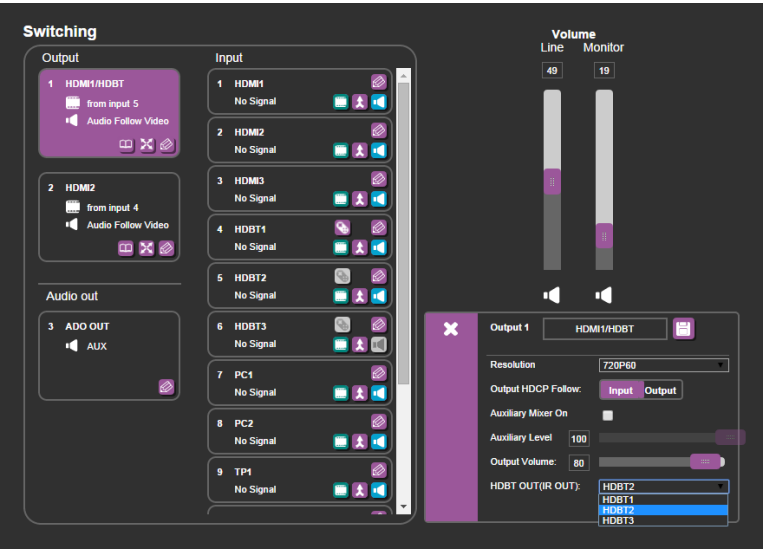 Switching
Output
1 HDMI1/HDBT
from input 5
Audio Follow Video
2 HDMI2
from input 4
Audio Follow Video
Audio out
3 ADO OUT
AUX
Input
1 HDMI1
No Signal
2 HDMI2
No Signal
3 HDMI3
No Signal
4 HDBT1
No Signal
5 HDBT2
No Signal
6 HDBT3
No Signal
7 PC1
No Signal
8 PC2
No Signal
9 TP1
No Signal
Volume
Line Monitor
49 19
Output 1 HDMI1/HDBT
Resolution 720P60
Output HDCP Follow: Input Output
Auxiliary Mixer On
Auxiliary Level 100
Output Volume: 80
HDBT OUT(IR OUT): HDBT2
HDBT1
HDBT2
HDBT3